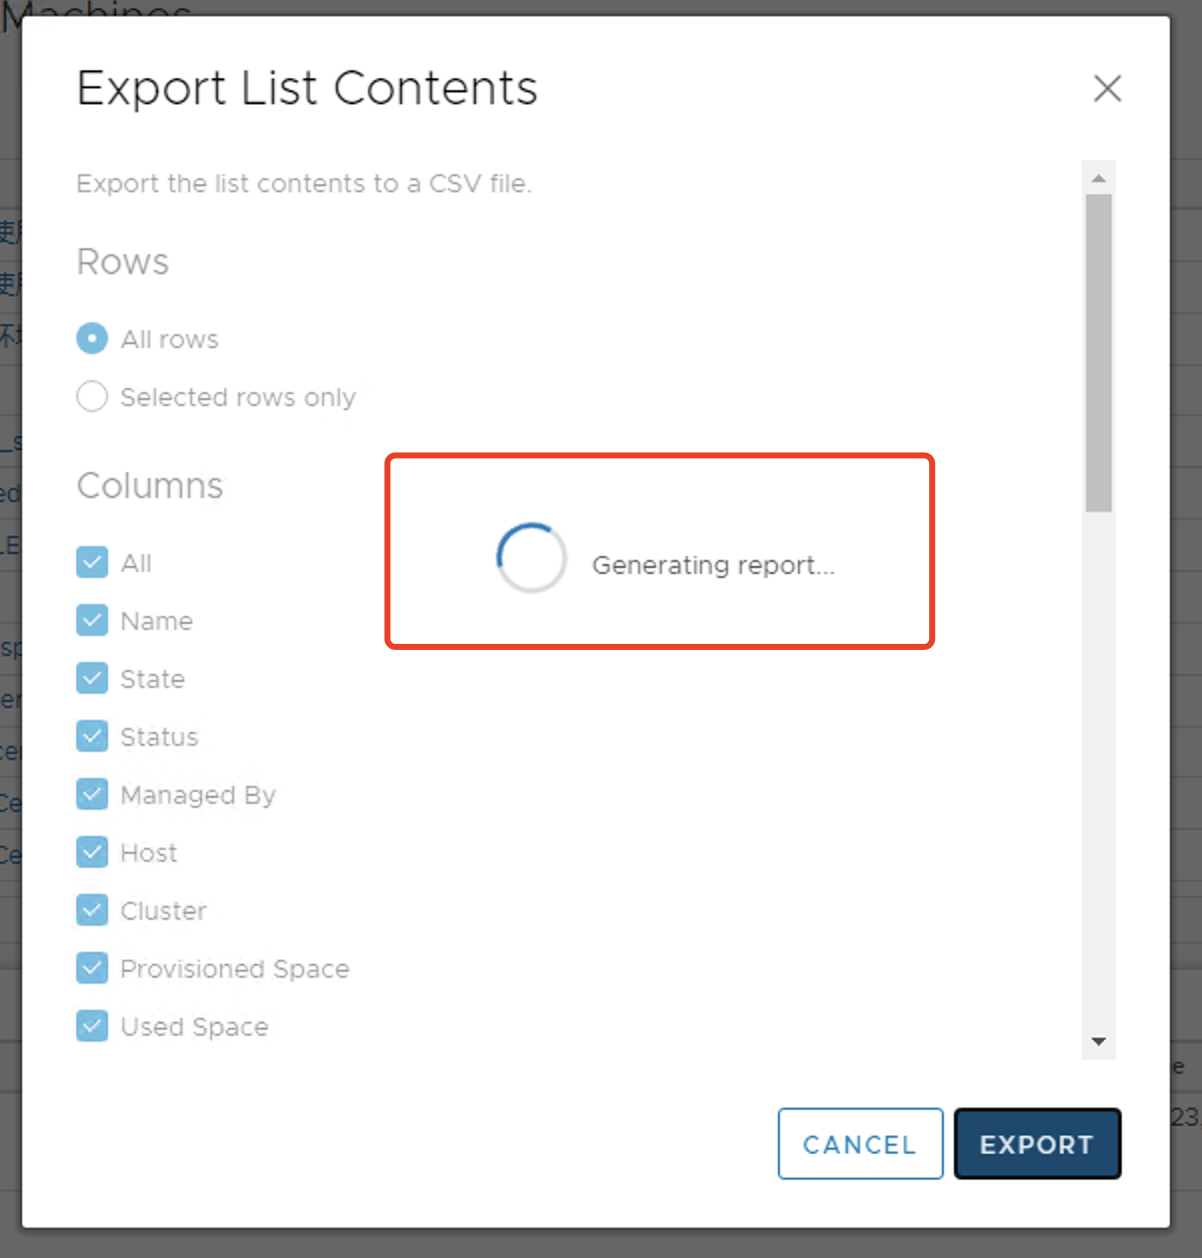 Machines
Export List Contents
Export the list contents to a CSV file.
Rows
All rows
Selected rows only
Columns
All
Generating report...
Name
State
Status
Managed By
Host
Cluster
Provisioned Space
Used Space
CANCEL
EXPORT
23